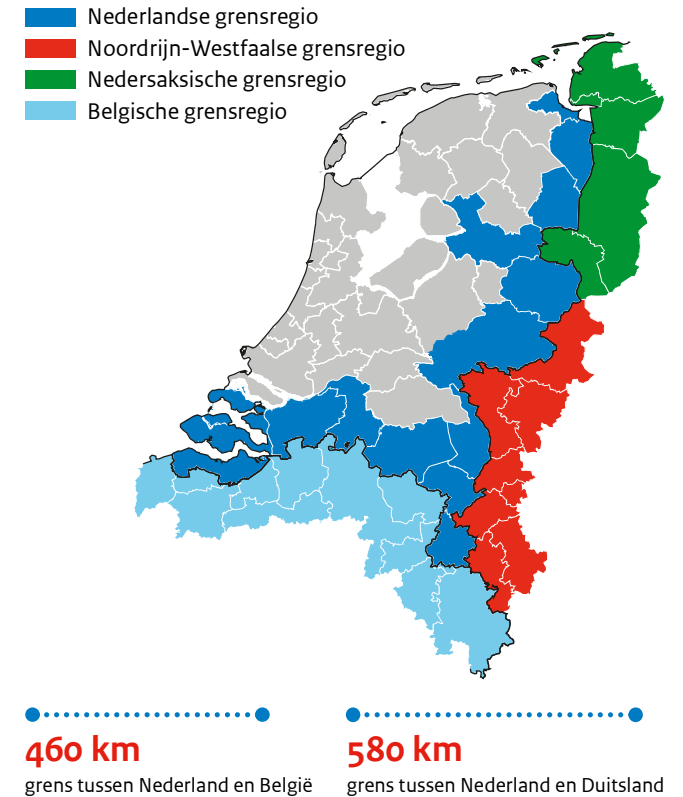 Nederlandse grensregio
Noordrijn-Westfaalse grensregio
Nedersaksische grensregio
Belgische grensregio
460 km
grens tussen Nederland en België
580 km
grens tussen Nederland en Duitsland